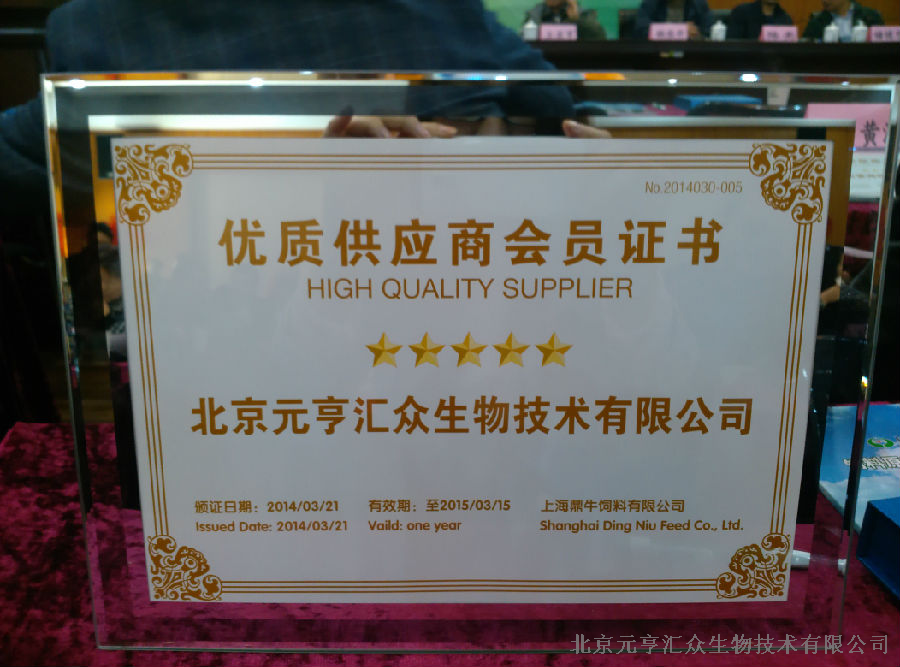 No.2014030-005
优质供应商会员证书
HIGH QUALITY SUPPLIER
北京元亨汇众生物技术有限公司
颁证日期：2014/03/21 有效期：至2015/03/15 上海鼎牛饲料有限公司
Issued Date: 2014/03/21 Vaild: one year Shanghai Ding Niu Feed Co., Ltd.
黄
北京元亨汇众生物技术有限公司